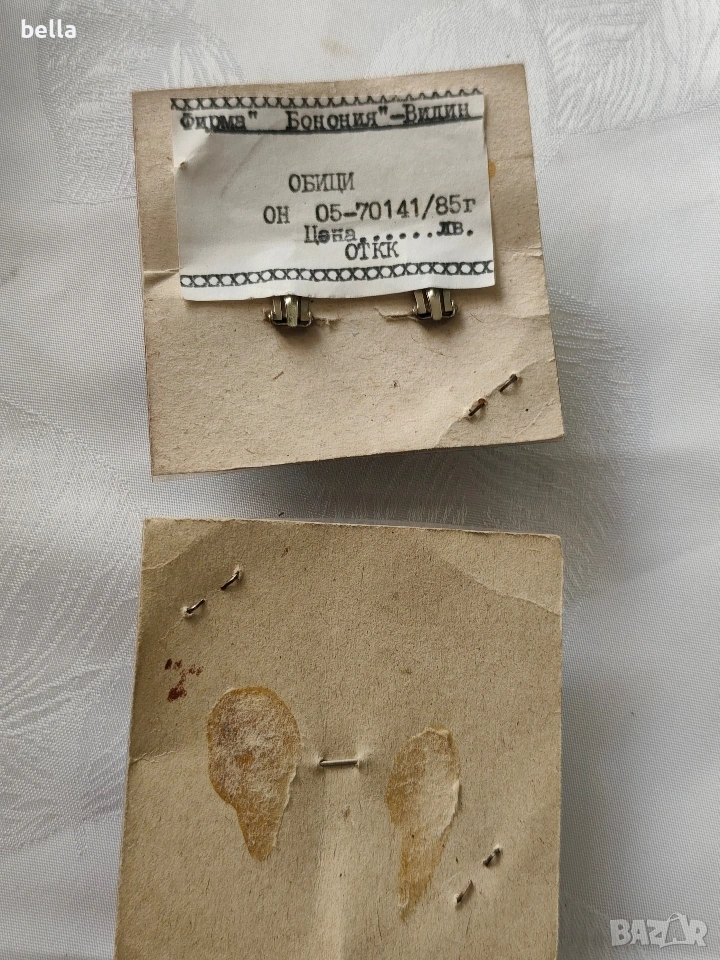 bella
Фирма" Бонония"-Видин
ОБИЦИ
ОН 05-70141/85г
Цена......лв.
ОТКК
BAZAR